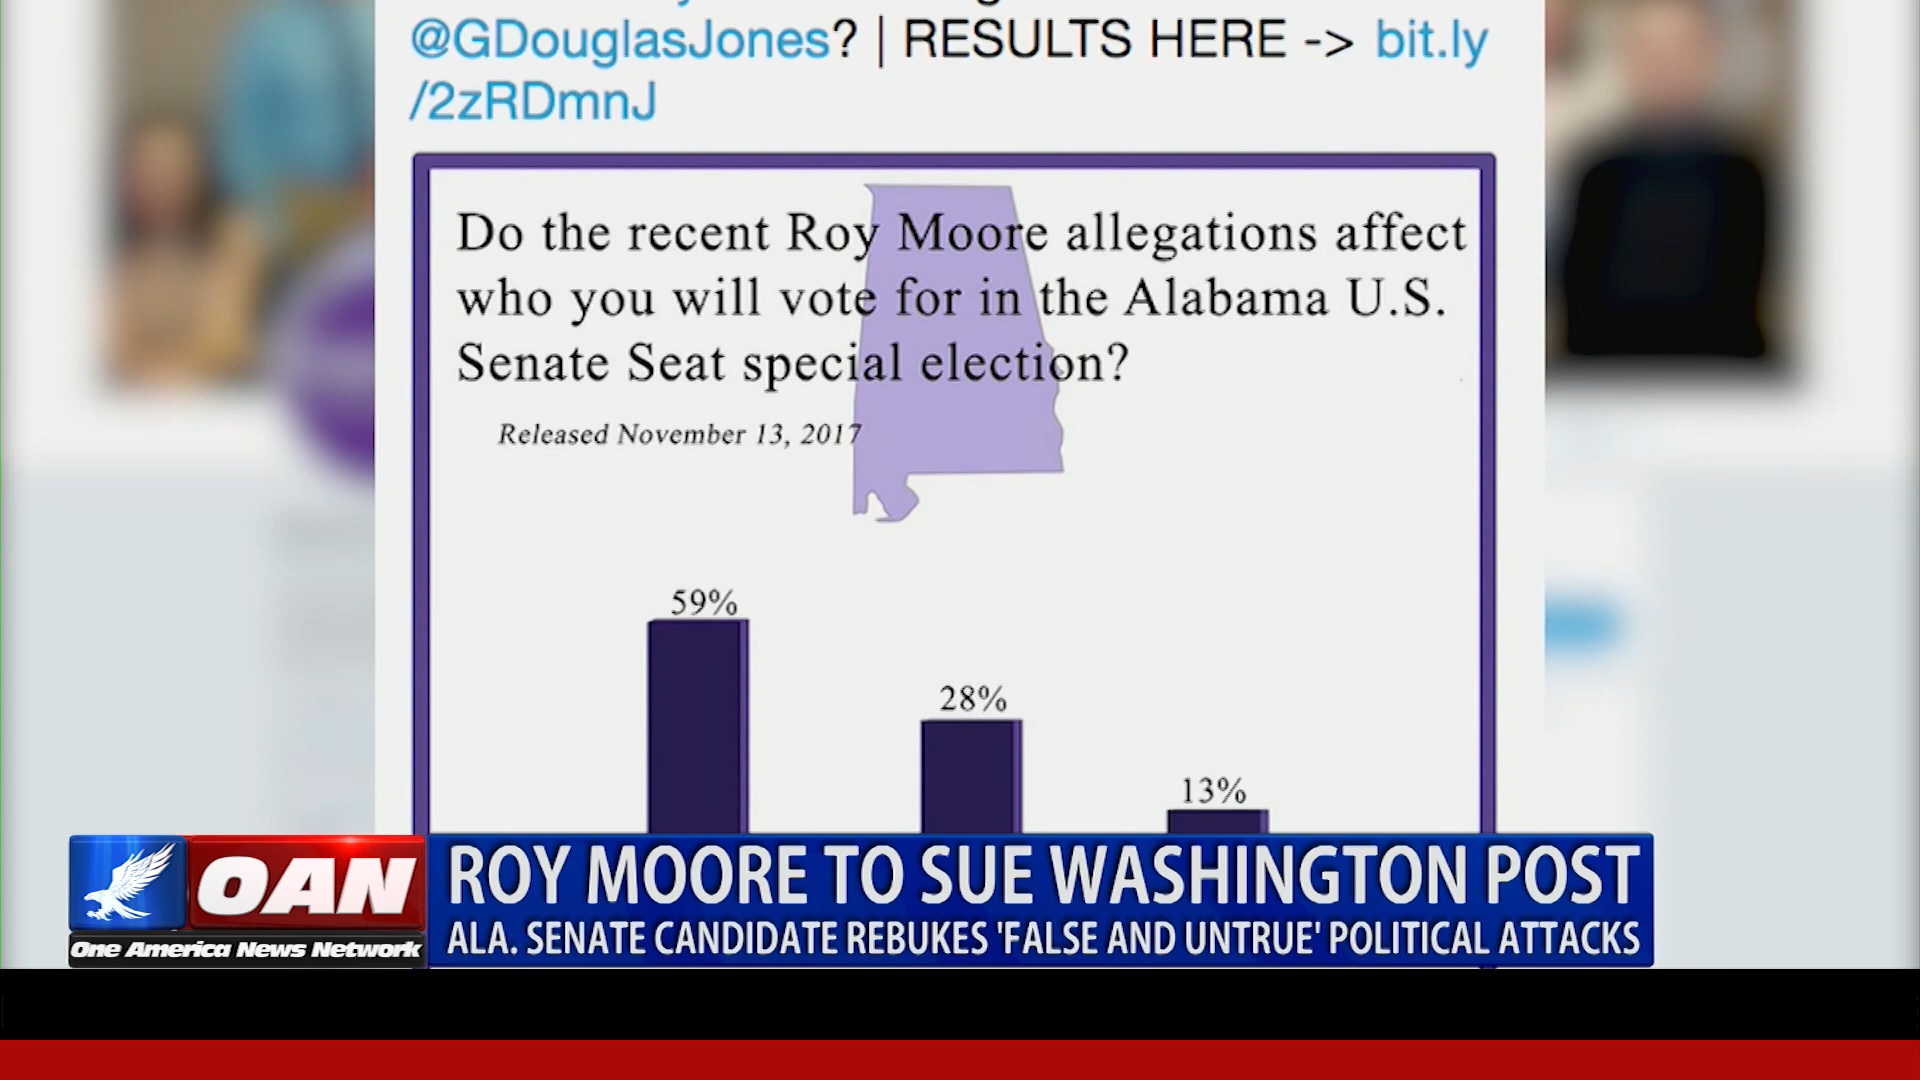 @GDouglasJones? | RESULTS HERE -> bit.ly
/2zRDmnJ
Do the recent Roy Moore allegations affect
who you will vote for in the Alabama U.S.
Senate Seat special election?
Released November 13, 2017
59%
28%
13%
OAN
One America News Network
ROY MOORE TO SUE WASHINGTON POST
ALA. SENATE CANDIDATE REBUKES 'FALSE AND UNTRUE' POLITICAL ATTACKS